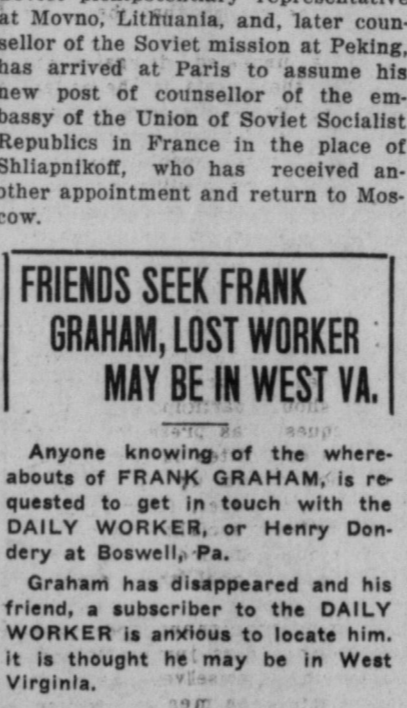 at Movno, Lithuania, and, later coun-
sellor of the Soviet mission at Peking,
has arrived at Paris to assume his
new post of counsellor of the em-
bassy of the Union of Soviet Socialist
Republics in France in the place of
Shliapnikoff, who has received an-
other appointment and return to Mos-
cow.
FRIENDS SEEK FRANK
GRAHAM, LOST WORKER
MAY BE IN WEST VA.
Anyone knowing of the where-
abouts of FRANK GRAHAM, is re-
quested to get in touch with the
DAILY WORKER, or Henry Don-
dery at Boswell, Pa.
Graham has disappeared and his
friend, a subscriber to the DAILY
WORKER is anxious to locate him.
it is thought he may be in West
Virginia.